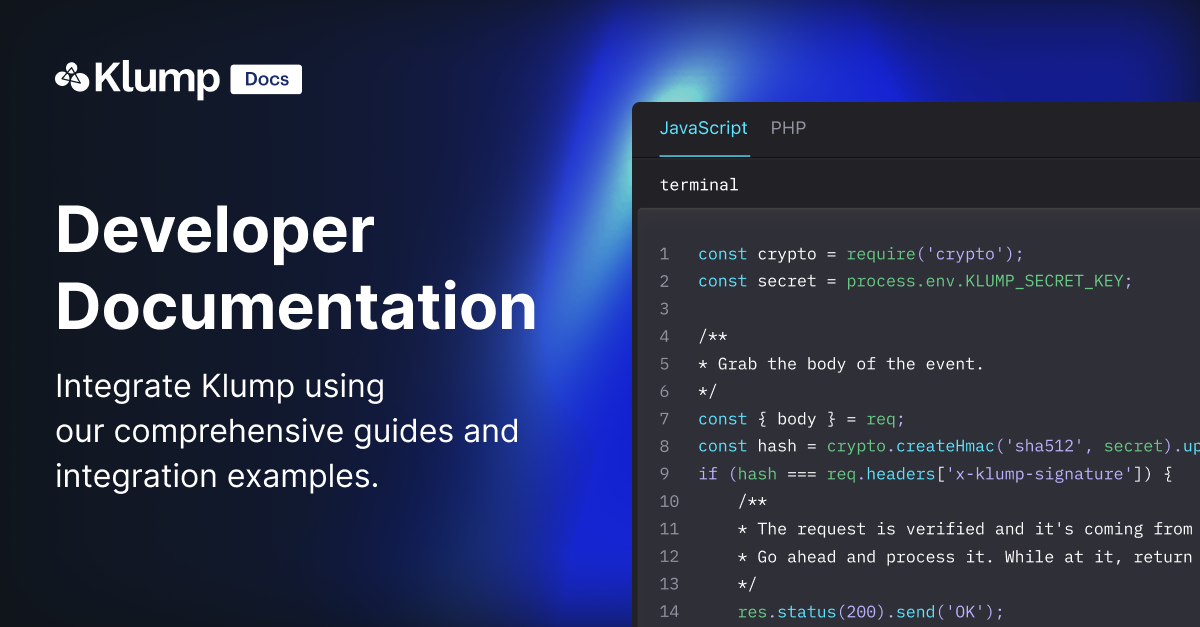 Klump Docs
Developer
Documentation
Integrate Klump using
our comprehensive guides and
integration examples.
JavaScript PHP
terminal
1 const crypto = require('crypto');
2 const secret = process.env.KLUMP_SECRET_KEY;
3
4 /**
5 * Grab the body of the event.
6 */
7 const { body } = req;
8 const hash = crypto.createHmac('sha512', secret).up
9 if (hash === req.headers['x-klump-signature']) {
10 /**
11 * The request is verified and it's coming from
12 * Go ahead and process it. While at it, return
13 */
14 res.status(200).send('OK');